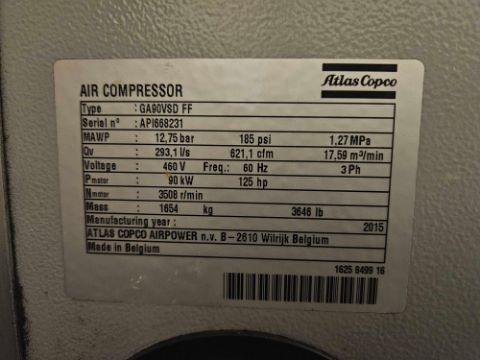 Atlas Copco
AIR COMPRESSOR
Type : GA90VSD FF
Serial n° : API668231
MAWP : 12,75 bar 185 psi 1,27 MPa
Qv : 293,1 l/s 621,1 cfm 17,59 m³/min
Voltage : 460 V Freq.: 60 Hz 3 Ph
Pmotor : 90 kW 125 hp
Nmotor : 3508 r/min
Mass : 1654 kg 3646 lb
Manufacturing year : 2015
ATLAS COPCO AIRPOWER n.v. B-2610 Wilrijk Belgium
Made in Belgium
1625 8499 16